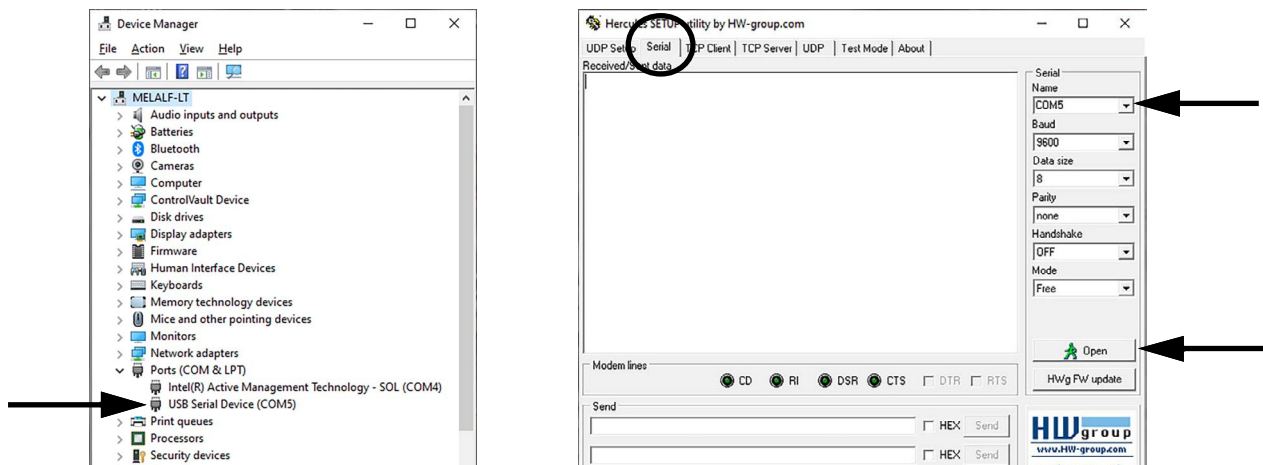 Device Manager
File Action View Help
MELALF-LT
Audio inputs and outputs
Batteries
Bluetooth
Cameras
Computer
ControlVault Device
Disk drives
Display adapters
Firmware
Human Interface Devices
Keyboards
Memory technology devices
Mice and other pointing devices
Monitors
Network adapters
Ports (COM & LPT)
Intel(R) Active Management Technology - SOL (COM4)
USB Serial Device (COM5)
Print queues
Processors
Security devices
Hercules SETUP utility by HW-group.com
UDP Setup Serial TCP Client TCP Server UDP Test Mode About
Received/Sent data
Serial
Name
COM5
Baud
9600
Data size
8
Parity
none
Handshake
OFF
Mode
Free
Open
HWg FW update
Modem lines
CD RI DSR CTS DTR RTS
Send
HEX Send
HEX Send
HW group
www.HW-group.com